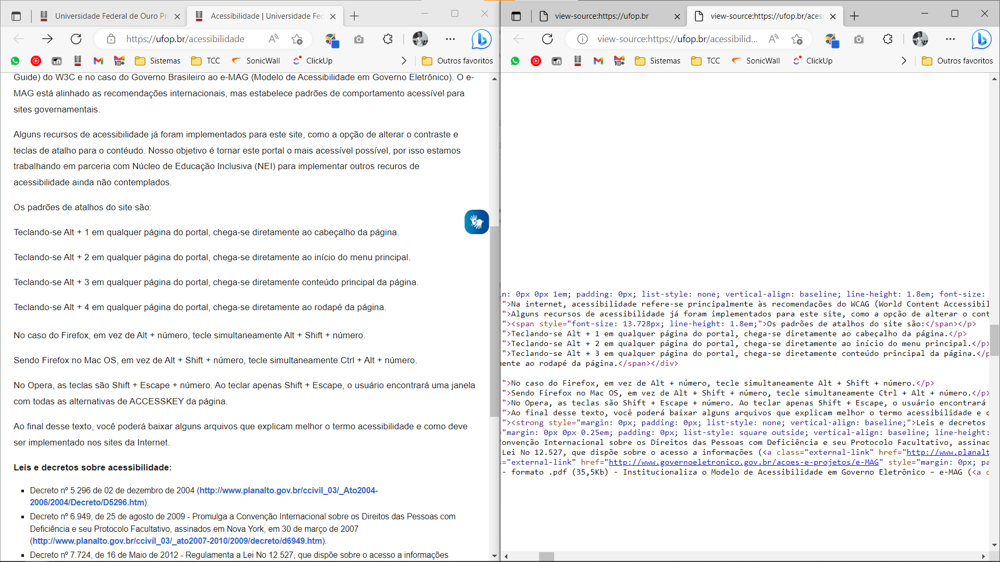 Universidade Federal de Ouro Pre
Acessibilidade | Universidade Fed
https://ufop.br/acessibilidade
Sistemas
TCC
SonicWall
ClickUp
Outros favoritos
Guide) do W3C e no caso do Governo Brasileiro ao e-MAG (Modelo de Acessibilidade em Governo Eletrônico). O e-
MAG está alinhado as recomendações internacionais, mas estabelece padrões de comportamento acessível para
sites governamentais.
Alguns recursos de acessibilidade já foram implementados para este site, como a opção de alterar o contraste e
teclas de atalho para o contéudo. Nosso objetivo é tornar este portal o mais acessível possível, por isso estamos
trabalhando em parceria com Núcleo de Educação Inclusiva (NEI) para implementar outros recuros de
acessibilidade ainda não contemplados.
Os padrões de atalhos do site são:
Teclando-se Alt + 1 em qualquer página do portal, chega-se diretamente ao cabeçalho da página.
Teclando-se Alt + 2 em qualquer página do portal, chega-se diretamente ao início do menu principal.
Teclando-se Alt + 3 em qualquer página do portal, chega-se diretamente conteúdo principal da página.
Teclando-se Alt + 4 em qualquer página do portal, chega-se diretamente ao rodapé da página.
No caso do Firefox, em vez de Alt + número, tecle simultaneamente Alt + Shift + número.
Sendo Firefox no Mac OS, em vez de Alt + Shift + número, tecle simultaneamente Ctrl + Alt + número.
No Opera, as teclas são Shift + Escape + número. Ao teclar apenas Shift + Escape, o usuário encontrará uma janela
com todas as alternativas de ACCESSKEY da página.
Ao final desse texto, você poderá baixar alguns arquivos que explicam melhor o termo acessibilidade e como deve
ser implementado nos sites da Internet.
Leis e decretos sobre acessibilidade:
Decreto nº 5.296 de 02 de dezembro de 2004 (http://www.planalto.gov.br/ccivil_03/_Ato2004-
2006/2004/Decreto/D5296.htm).
Decreto nº 6.949, de 25 de agosto de 2009 - Promulga a Convenção Internacional sobre os Direitos das Pessoas com
Deficiência e seu Protocolo Facultativo, assinados em Nova York, em 30 de março de 2007
(http://www.planalto.gov.br/ccivil_03/_ato2007-2010/2009/decreto/d6949.htm).
Decreto nº 7.724, de 16 de Maio de 2012 - Regulamenta a Lei No 12.527, que dispõe sobre o acesso a informações
view-source:https://ufop.br
view-source:https://ufop.br/aces
view-source:https://ufop.br/acessibilid...
Sistemas
TCC
SonicWall
ClickUp
Outros favoritos
in: 0px 0px 1em; padding: 0px; list-style: none; vertical-align: baseline; line-height: 1.8em; font-size:
">Na internet, acessibilidade refere-se principalmente às recomendações do WCAG (World Content Accessibil
">Alguns recursos de acessibilidade já foram implementados para este site, como a opção de alterar o cont
"><span style="font-size: 13.728px; line-height: 1.8em;">Os padrões de atalhos do site são:</span></p>
">Teclando-se Alt + 1 em qualquer página do portal, chega-se diretamente ao cabeçalho da página.</p>
">Teclando-se Alt + 2 em qualquer página do portal, chega-se diretamente ao início do menu principal.</p>
">Teclando-se Alt + 3 em qualquer página do portal, chega-se diretamente conteúdo principal da página.</p
mente ao rodapé da página.</span></div>
">No caso do Firefox, em vez de Alt + número, tecle simultaneamente Alt + Shift + número.</p>
">Sendo Firefox no Mac OS, em vez de Alt + Shift + número, tecle simultaneamente Ctrl + Alt + número.</p>
">No Opera, as teclas são Shift + Escape + número. Ao teclar apenas Shift + Escape, o usuário encontrará
">Ao final desse texto, você poderá baixar alguns arquivos que explicam melhor o termo acessibilidade e c
"><strong style="margin: 0px; padding: 0px; list-style: none; vertical-align: baseline;">Leis e decretos
="margin: 0px 0px 0.25em; padding: 0px; list-style: square outside; vertical-align: baseline; line-height:
Convenção Internacional sobre os Direitos das Pessoas com Deficiência e seu Protocolo Facultativo, assinad
Lei No 12.527, que dispõe sobre o acesso a informações (<a class="external-link" href="http://www.planalt
s="external-link" href="http://www.governoeletronico.gov.br/acoes-e-projetos/e-MAG" style="margin: 0px; pa
- formato .pdf (35,5Kb) - Institucionaliza o Modelo de Acessibilidade em Governo Eletrônico – e-MAG (<a c